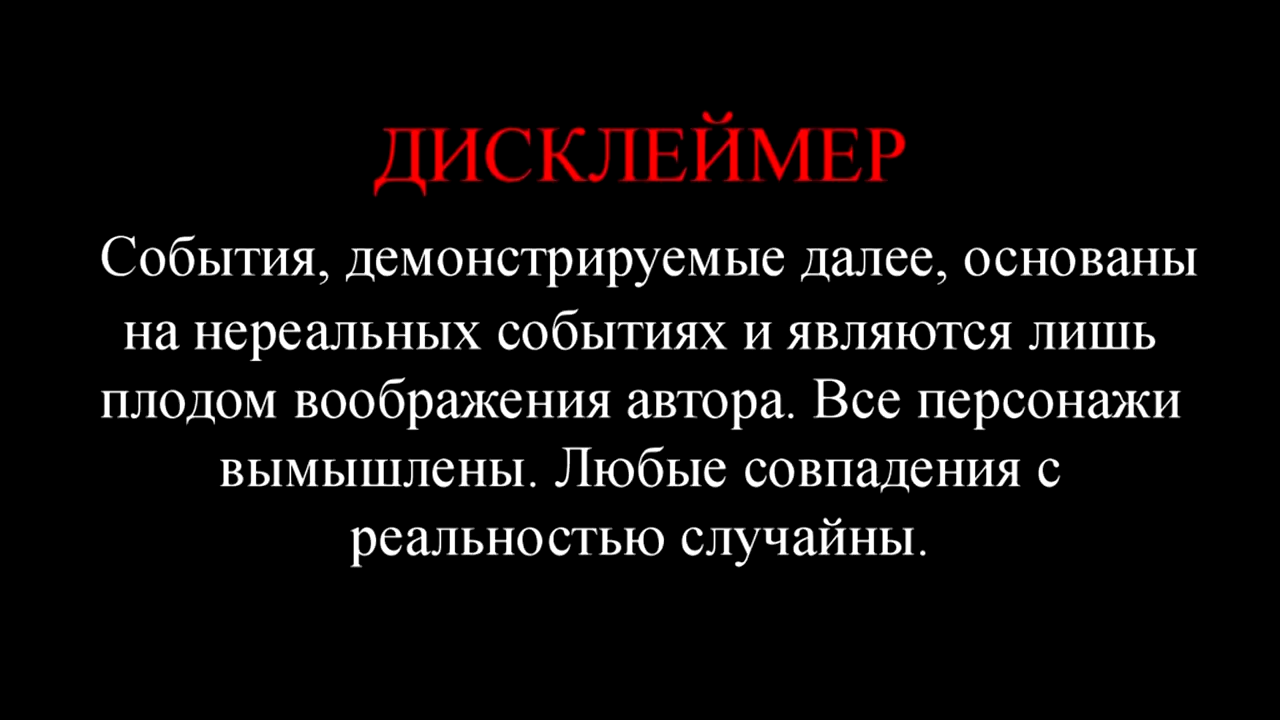 ДИСКЛЕЙМЕР
События, демонстрируемые далее, основаны
на нереальных событиях и являются лишь
плодом воображения автора. Все персонажи
вымышлены. Любые совпадения с
реальностью случайны.